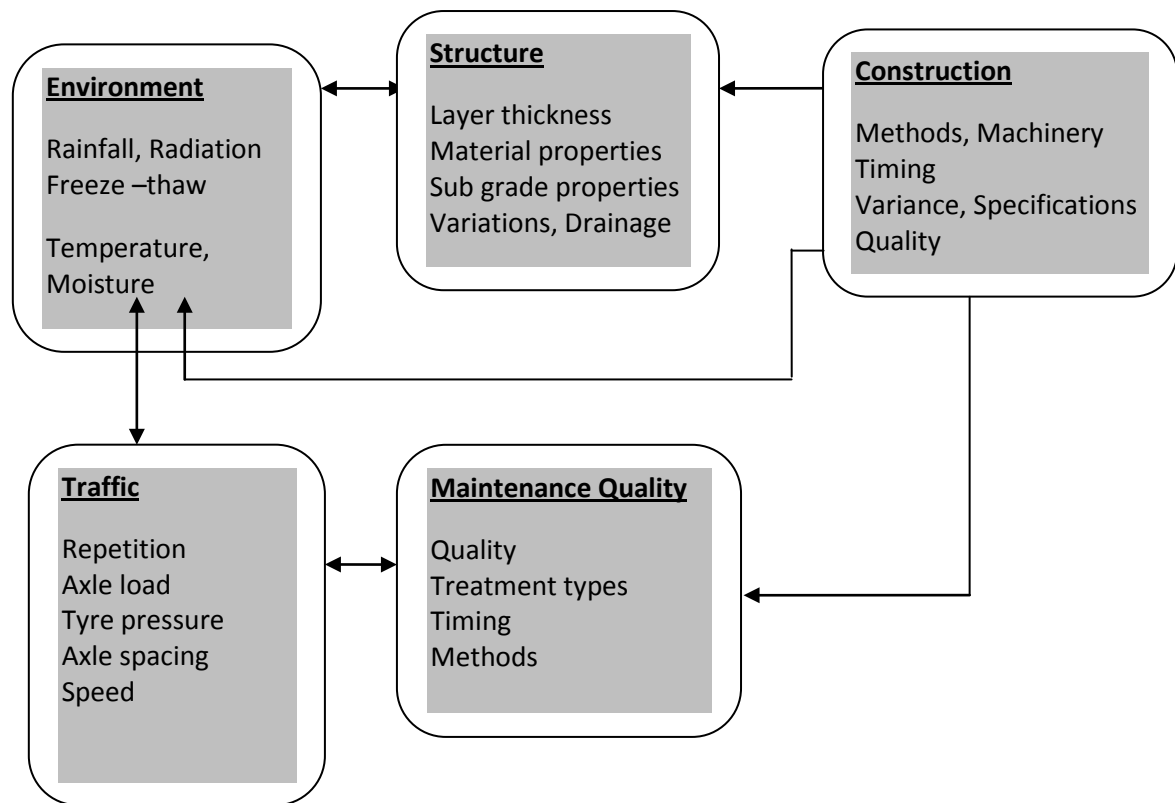 Environment
Rainfall, Radiation
Freeze –thaw
Temperature,
Moisture
Structure
Layer thickness
Material properties
Sub grade properties
Variations, Drainage
Construction
Methods, Machinery
Timing
Variance, Specifications
Quality
Traffic
Repetition
Axle load
Tyre pressure
Axle spacing
Speed
Maintenance Quality
Quality
Treatment types
Timing
Methods